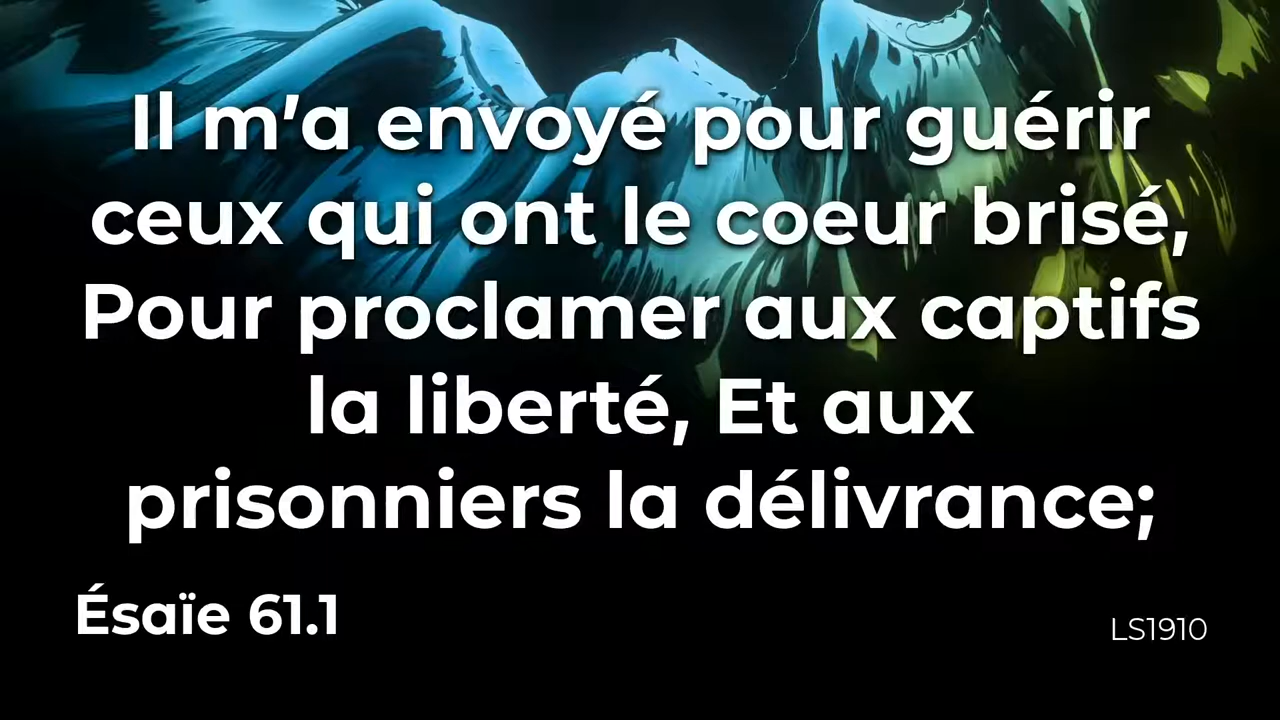 Il m’a envoyé pour guérir
ceux qui ont le coeur brisé,
Pour proclamer aux captifs
la liberté, Et aux
prisonniers la délivrance;
Ésaïe 61.1
LS1910